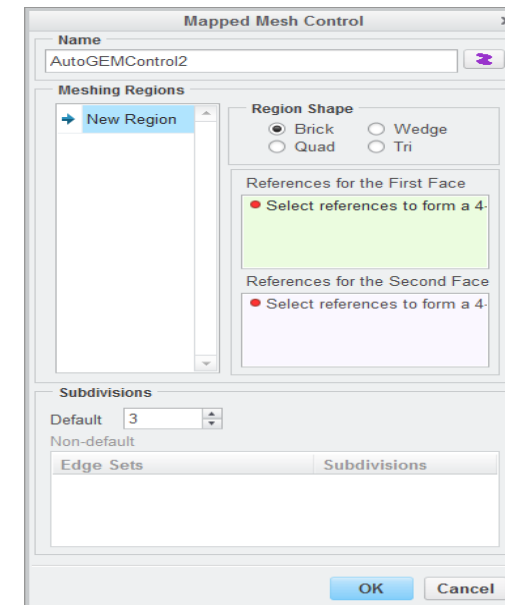 Mapped Mesh Control
Name
AutoGEMControl2
Meshing Regions
New Region
Region Shape
Brick Wedge
Quad Tri
References for the First Face
Select references to form a 4-
References for the Second Face
Select references to form a 4-
Subdivisions
Default 3
Non-default
Edge Sets Subdivisions
OK Cancel